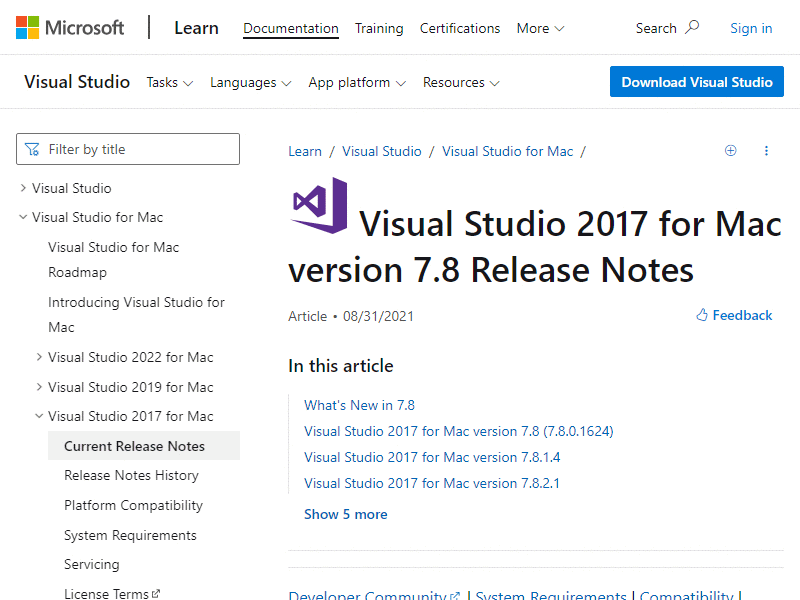 Microsoft
Learn
Documentation
Training
Certifications
More
Search
Sign in
Visual Studio
Tasks
Languages
App platform
Resources
Download Visual Studio
Filter by title
Visual Studio
Visual Studio for Mac
Visual Studio for Mac
Roadmap
Introducing Visual Studio for
Mac
Visual Studio 2022 for Mac
Visual Studio 2019 for Mac
Visual Studio 2017 for Mac
Current Release Notes
Release Notes History
Platform Compatibility
System Requirements
Servicing
License Terms
Learn / Visual Studio / Visual Studio for Mac /
Visual Studio 2017 for Mac
version 7.8 Release Notes
Article • 08/31/2021
Feedback
In this article
What's New in 7.8
Visual Studio 2017 for Mac version 7.8 (7.8.0.1624)
Visual Studio 2017 for Mac version 7.8.1.4
Visual Studio 2017 for Mac version 7.8.2.1
Show 5 more
Developer Community | System Requirements | Compatibility |